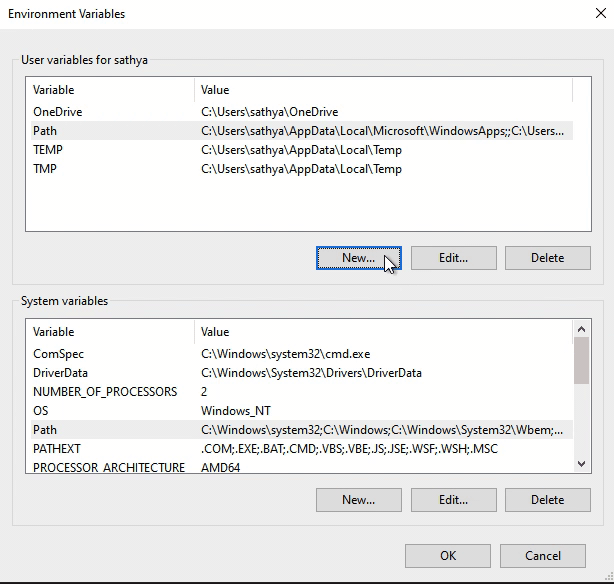 Environment Variables
User variables for sathya
Variable Value
OneDrive C:\Users\sathya\OneDrive
Path C:\Users\sathya\AppData\Local\Microsoft\WindowsApps;;C:\Users...
TEMP C:\Users\sathya\AppData\Local\Temp
TMP C:\Users\sathya\AppData\Local\Temp
New... Edit... Delete
System variables
Variable Value
ComSpec C:\Windows\system32\cmd.exe
DriverData C:\Windows\System32\Drivers\DriverData
NUMBER_OF_PROCESSORS 2
OS Windows_NT
Path C:\Windows\system32;C:\Windows;C:\Windows\System32\Wbem;...
PATHEXT .COM;.EXE;.BAT;.CMD;.VBS;.VBE;.JS;.JSE;.WSF;.WSH;.MSC
PROCESSOR_ARCHITECTURE AMD64
New... Edit... Delete
OK Cancel